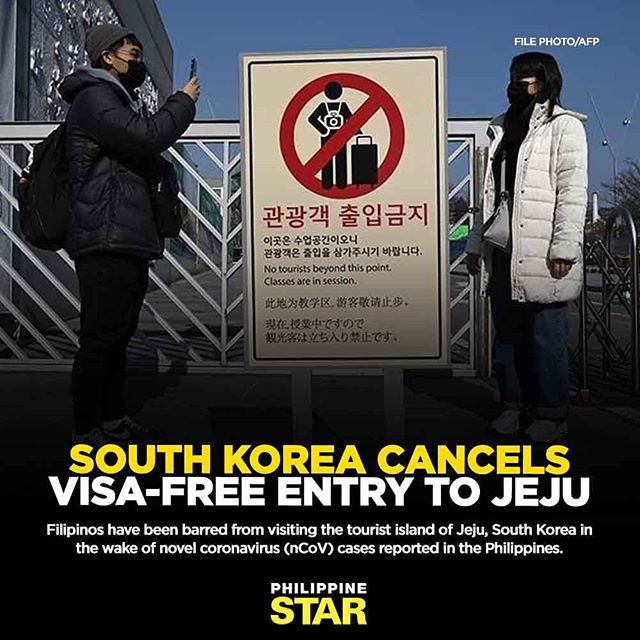 FILE PHOTO/AFP
관광객 출입금지
이곳은 수업공간이오니
관광객은 출입을 삼가주시기 바랍니다.
No tourists beyond this point.
Classes are in session.
此地为教学区, 游客敬请止步。
現在, 授業中ですので
観光客は立ち入り禁止です。
SOUTH KOREA CANCELS
VISA-FREE ENTRY TO JEJU
Filipinos have been barred from visiting the tourist island of Jeju, South Korea in
the wake of novel coronavirus (nCoV) cases reported in the Philippines.
PHILIPPINE
STAR